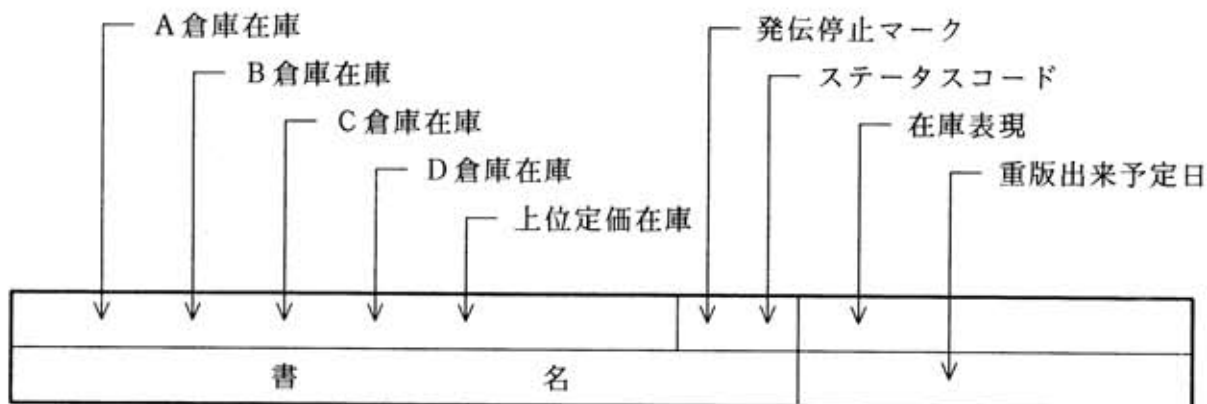 A倉庫在庫
発伝停止マーク
B倉庫在庫
ステータスコード
C倉庫在庫
在庫表現
D倉庫在庫
重版出来予定日
上位定価在庫
書名